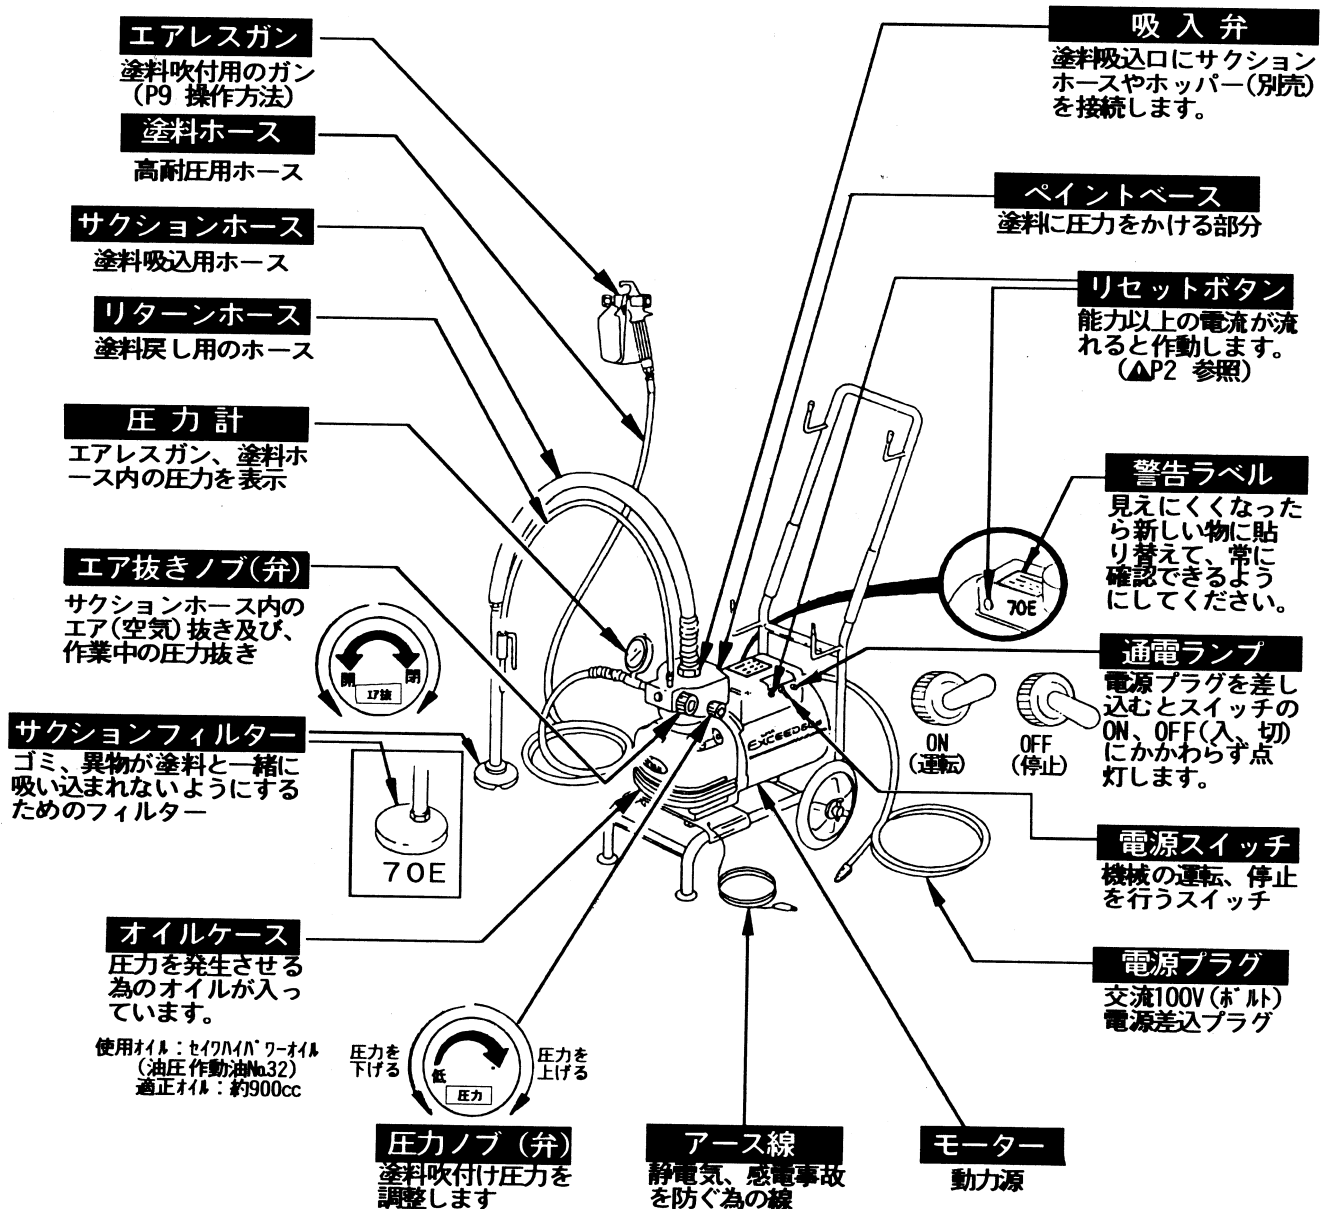 エアレスガン
塗料吹付用のガン
(P9 操作方法)
塗料ホース
高耐圧用ホース
サクションホース
塗料吸込用ホース
リターンホース
塗料戻し用のホース
圧力計
エアレスガン、塗料ホ
ース内の圧力を表示
エア抜きノブ(弁)
サクションホース内の
エア(空気)抜き及び、
作業中の圧力抜き
開
閉
エア抜
サクションフィルター
ゴミ、異物が塗料と一緒に
吸い込まれないようにする
ためのフィルター
70E
オイルケース
圧力を発生させる
為のオイルが入っ
ています。
使用オイル:セイワハイパワーオイル
(油圧作動油No.32)
適正オイル:約900cc
圧力を
下げる
低
圧力
圧力を
上げる
圧力ノブ(弁)
塗料吹付け圧力を
調整します
アース線
静電気、感電事故
を防ぐ為の線
モーター
動力源
吸入弁
塗料吸込口にサクション
ホースやホッパー(別売)
を接続します。
ペイントベース
塗料に圧力をかける部分
リセットボタン
能力以上の電流が流
れると作動します。
(⚠P2 参照)
警告ラベル
見えにくくなった
ら新しい物に貼
り替えて、常に
確認できるよう
にしてください。
70E
通電ランプ
電源プラグを差し
込むとスイッチの
ON、OFF(入、切)
にかかわらず点
灯します。
ON
(運転)
OFF
(停止)
EXCEEDER
電源スイッチ
機械の運転、停止
を行うスイッチ
電源プラグ
交流100V(ボルト)
電源差込プラグ